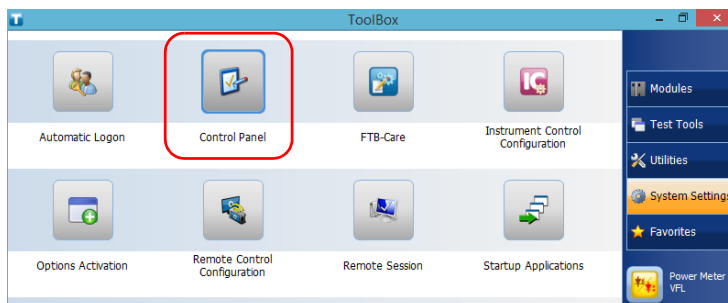 ToolBox
Automatic Logon
Control Panel
FTB-Care
Instrument Control
Configuration
Options Activation
Remote Control
Configuration
Remote Session
Startup Applications
Modules
Test Tools
Utilities
System Settings
Favorites
Power Meter
VFL